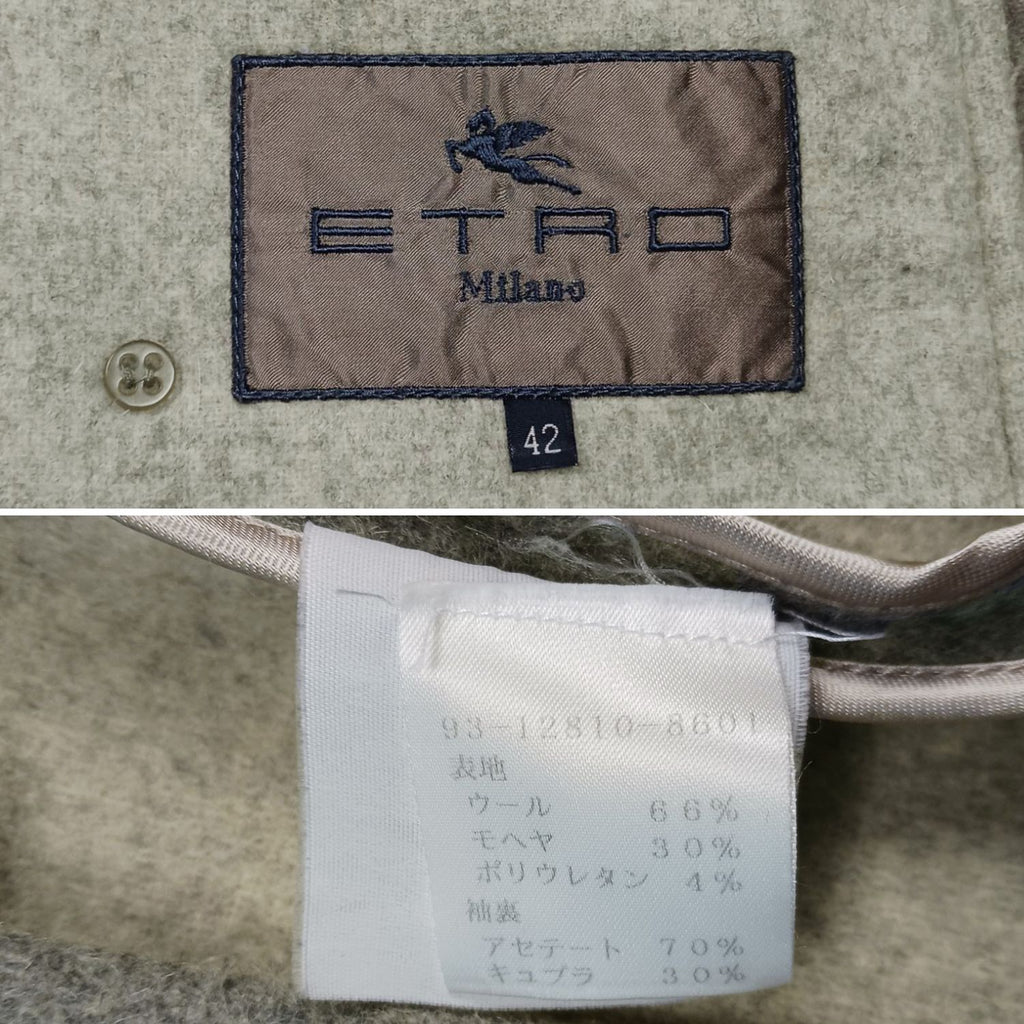 ETRO
Milano
42
93-12810-8601
表地
ウール 66%
モヘヤ 30%
ポリウレタン 4%
袖裏
アセテート 70%
キュプラ 30%